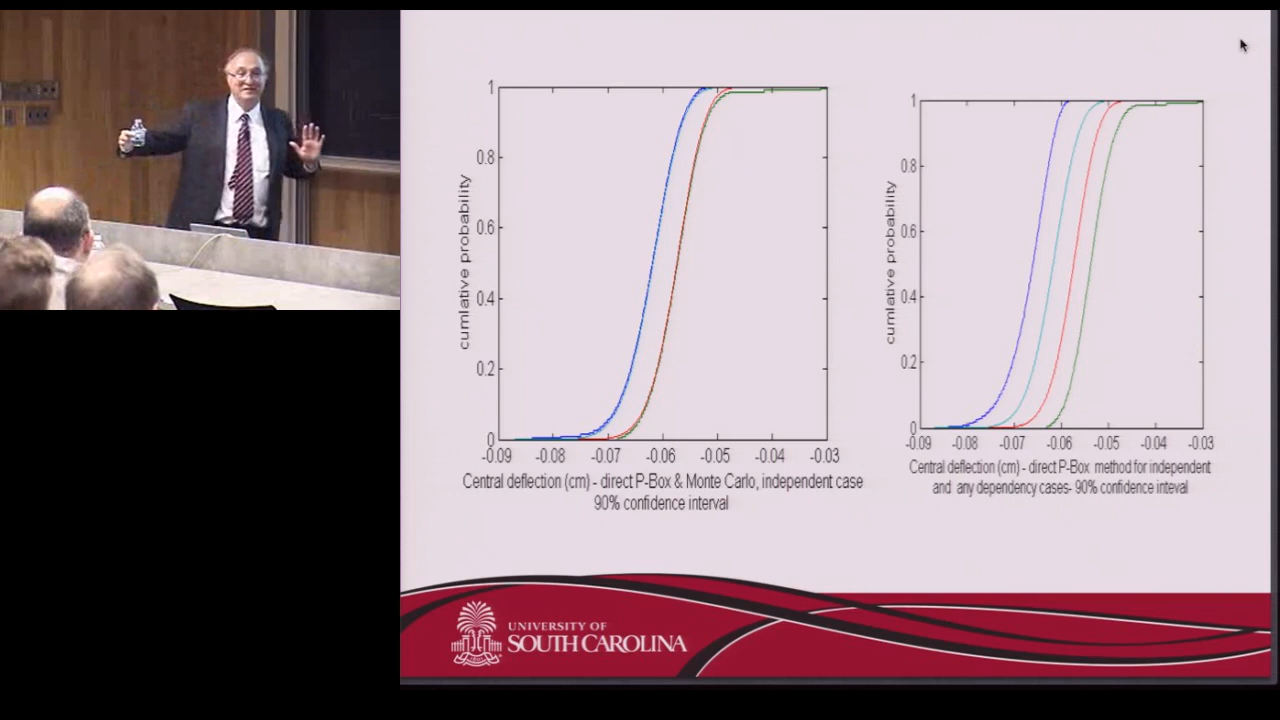 1
0.8
0.6
0.4
0.2
0
cumlative probability
-0.09 -0.08 -0.07 -0.06 -0.05 -0.04 -0.03
Central deflection (cm) - direct P-Box & Monte Carlo, independent case
90% confidence interval
1
0.8
0.6
0.4
0.2
0
cumlative probability
-0.09 -0.08 -0.07 -0.06 -0.05 -0.04 -0.03
Central deflection (cm) - direct P-Box method for independent
and any dependency cases- 90% confidence inteval
UNIVERSITY OF
SOUTH CAROLINA